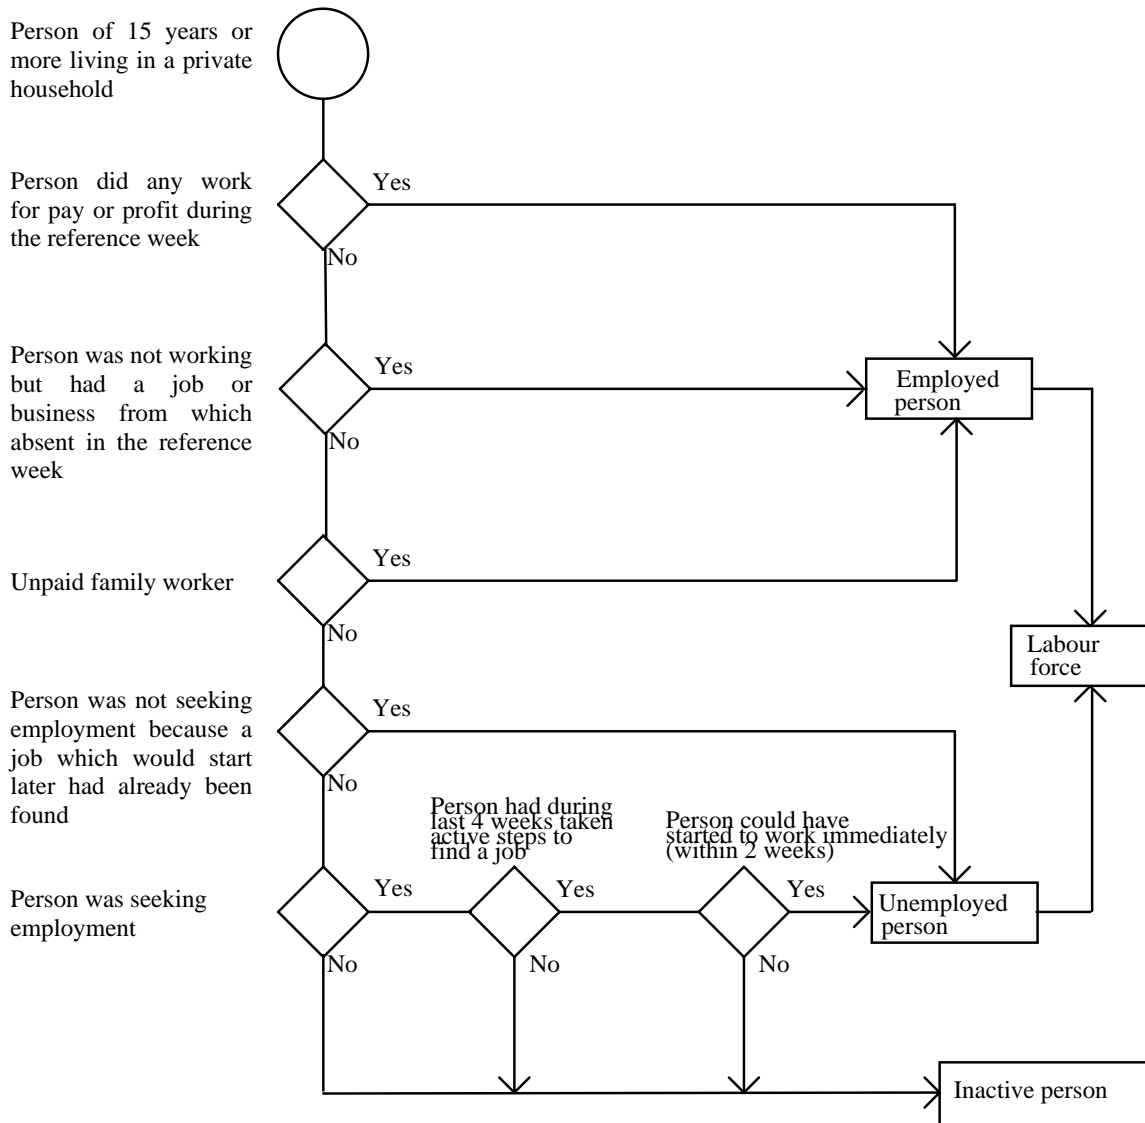 Person of 15 years or
more living in a private
household
Person did any work
for pay or profit during
the reference week
Yes
No
Person was not working
but had a job or
business from which
absent in the reference
week
Yes
No
Employed
person
Unpaid family worker
Yes
No
Labour
force
Person was not seeking
employment because a
job which would start
later had already been
found
Yes
No
Person had during
last 4 weeks taken
active steps to
find a job
Person could have
started to work immediately
(within 2 weeks)
Person was seeking
employment
Yes
No
Yes
No
Yes
No
Unemployed
person
Inactive person